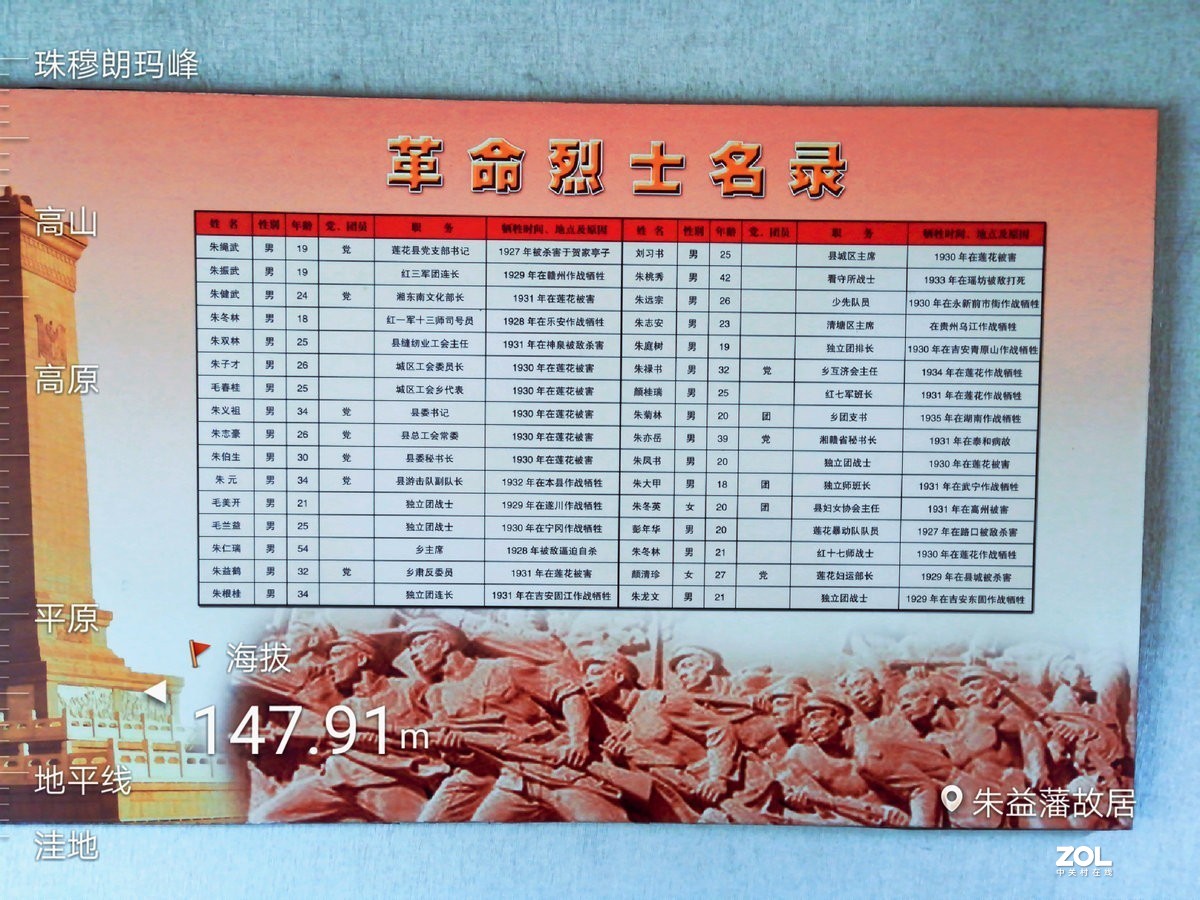 珠穆朗玛峰
革命烈士名录
高山
高原
平原
地平线
洼地
姓名 性别 年龄 党、团员 职务 牺牲时间、地点及原因 姓名 性别 年龄 党、团员 职务 牺牲时间、地点及原因
朱绳武 男 19 党 莲花县党支部书记 1927年被杀害于贺家亭子 刘习书 男 25 县城区主席 1930年在莲花被害
朱振武 男 19 红三军团连长 1929年在赣州作战牺牲 朱桃秀 男 42 看守所战士 1933年在瑶坊被敌打死
朱健武 男 24 党 湘东南文化部长 1931年在莲花被害 朱远宗 男 26 少先队员 1930年在永新前市街作战牺牲
朱冬林 男 18 红一军十三师司号员 1928年在乐安作战牺牲 朱志安 男 23 清塘区主席 在贵州乌江作战牺牲
朱双林 男 25 县缝纫业工会主任 1931年在神泉被敌杀害 朱庭树 男 19 独立团排长 1930年在吉安青原山作战牺牲
朱子才 男 26 城区工会委员长 1930年在莲花被害 朱禄书 男 32 党 乡互济会主任 1934年在莲花作战牺牲
毛春桂 男 25 城区工会乡代表 1930年在莲花被害 颜桂瑞 男 25 红七军班长 1931年在莲花作战牺牲
朱义祖 男 34 党 县委书记 1930年在莲花被害 朱菊林 男 20 团 乡团支书 1935年在湖南作战牺牲
朱志豪 男 26 党 县总工会常委 1930年在莲花被害 朱亦岳 男 39 党 湘赣省秘书长 1931年在泰和病故
朱伯生 男 30 党 县委秘书长 1930年在莲花被害 朱凤书 男 20 独立团战士 1930年在莲花被害
朱元 男 34 党 县游击队副队长 1932年在本县作战牺牲 朱大甲 男 18 团 独立师班长 1931年在武宁作战牺牲
毛美开 男 21 独立团战士 1929年在遂川作战牺牲 朱冬英 女 20 团 县妇女协会主任 1931年在高州被害
毛兰益 男 25 独立团战士 1930年在宁冈作战牺牲 彭年华 男 20 莲花暴动队队员 1927年在路口被敌杀害
朱仁瑞 男 54 乡主席 1928年被敌逼迫自杀 朱冬林 男 21 红十七师战士 1930年在莲花作战牺牲
朱益鹤 男 32 党 乡肃反委员 1931年在莲花被害 颜清珍 女 27 党 莲花妇运部长 1929年在县城被杀害
朱根桂 男 34 独立团连长 1931年在吉安固江作战牺牲 朱龙文 男 21 独立团战士 1929年在吉安东固作战牺牲
海拔
147.91m
朱益藩故居
ZOL
中关村在线